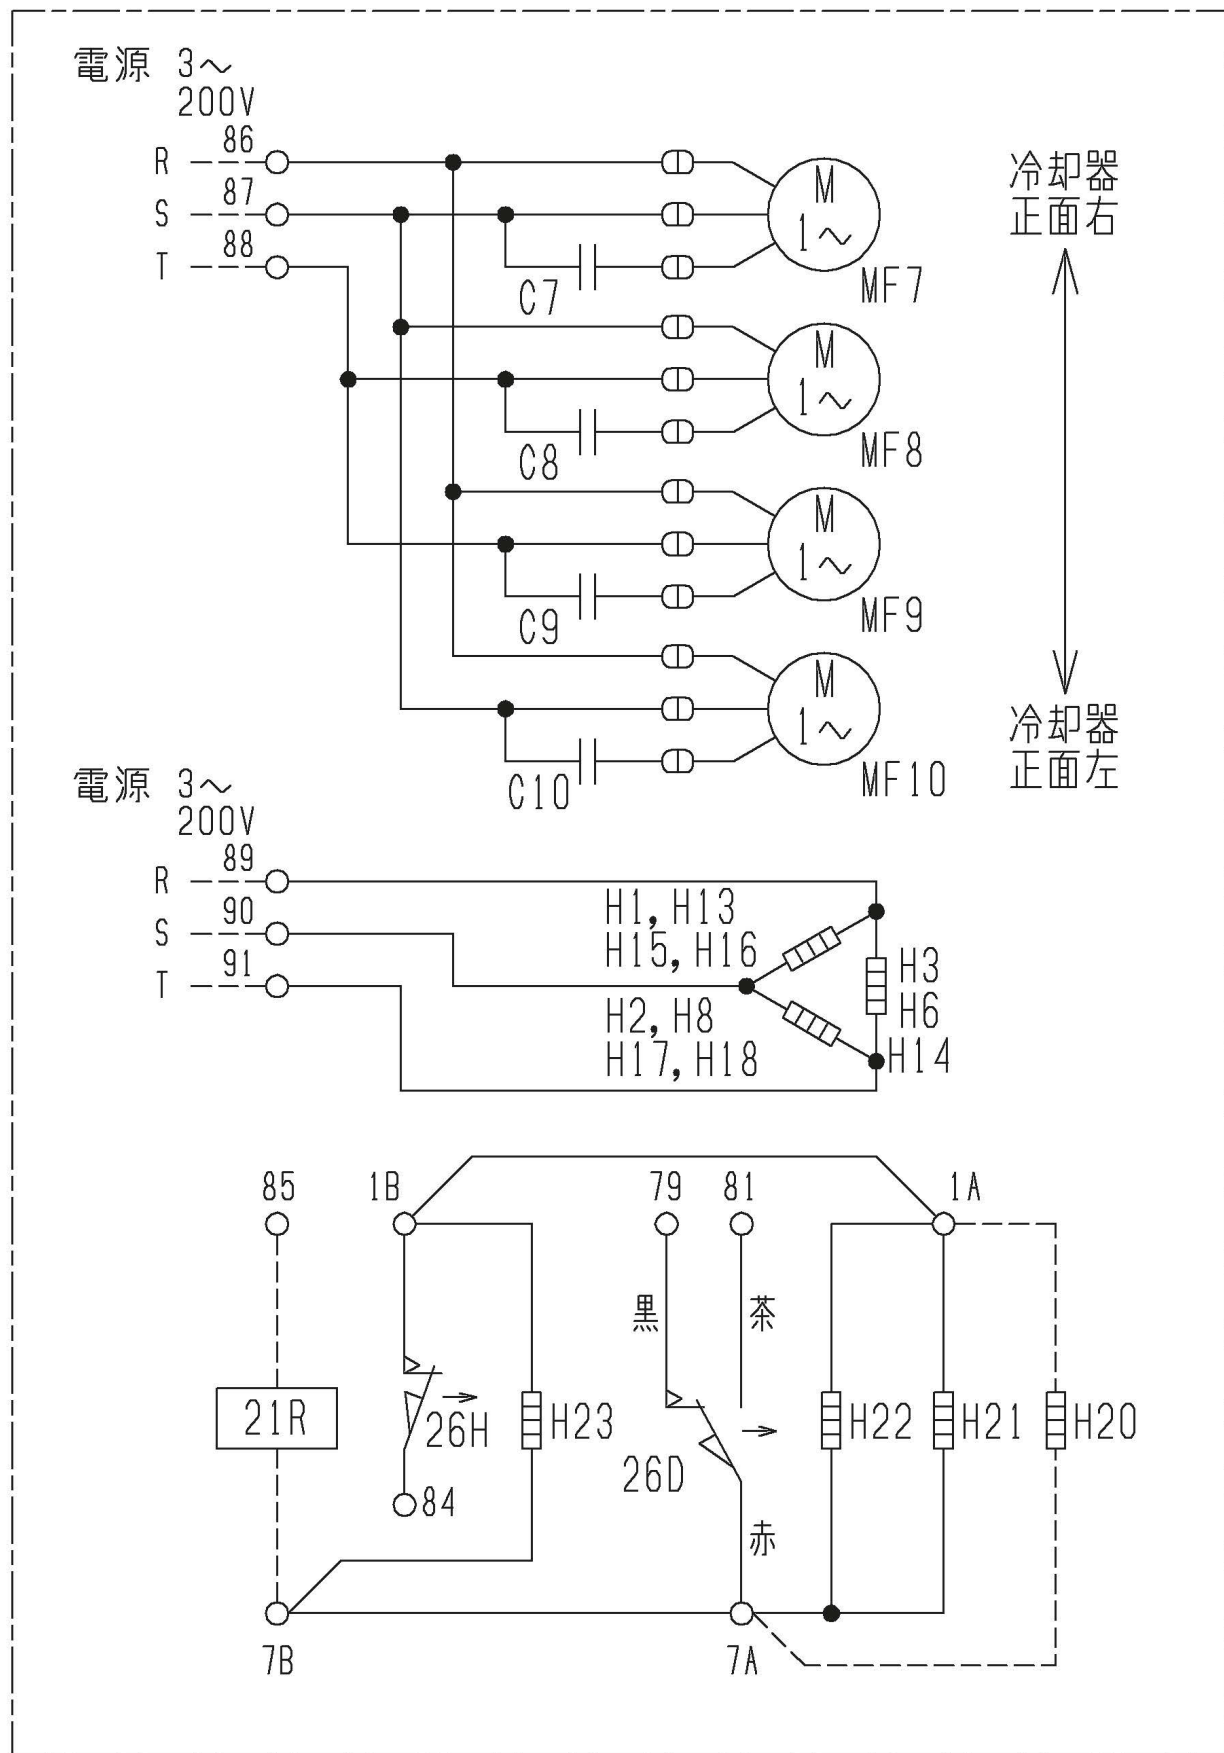 電源 3～
200V
R 86
S 87
T 88
M
1～
MF7
C7
冷却器
正面右
M
1～
MF8
C8
M
1～
MF9
C9
M
1～
MF10
C10
冷却器
正面左
電源 3～
200V
R 89
S 90
T 91
H1,H13
H15,H16
H3
H6
H14
H2,H8
H17,H18
85 1B 79 81 1A
黒 茶
21R 26H H23 26D H22 H21 H20
84
赤
7B 7A